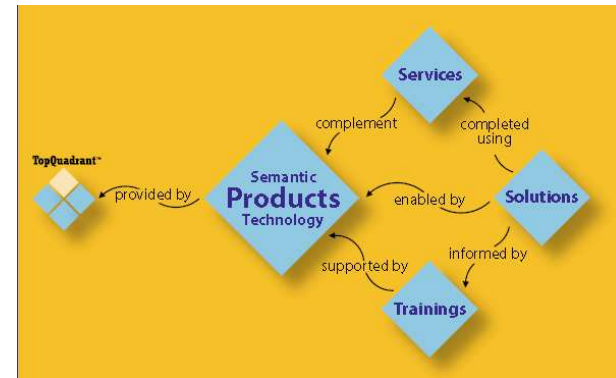 Services
complement
completed
using
TopQuadrant™
provided by
Semantic
Products
Technology
enabled by
Solutions
supported by
informed by
Trainings